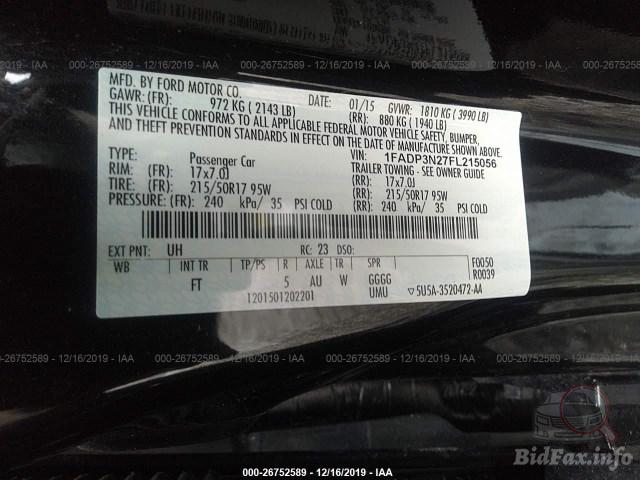 000-26752589 - 12/16/2019 - IAA
MFD. BY FORD MOTOR CO.
DATE: 01/15 GVWR: 1810 KG ( 3990 LB)
GAWR: (FR): 972 KG ( 2143 LB) (RR): 880 KG ( 1940 LB)
THIS VEHICLE CONFORMS TO ALL APPLICABLE FEDERAL MOTOR VEHICLE SAFETY, BUMPER,
AND THEFT PREVENTION STANDARDS IN EFFECT ON THE DATE OF MANUFACTURE SHOWN ABOVE.
VIN: 1FADP3N27FL215056
TYPE: Passenger Car TRAILER TOWING - SEE OWNER GUIDE
RIM: (FR): 17x7.0J (RR): 17x7.0J
TIRE: (FR): 215/50R17 95W (RR): 215/50R17 95W
PRESSURE: (FR): 240 kPa/ 35 PSI COLD (RR): 240 kPa/ 35 PSI COLD
EXT PNT: UH RC: 23 DSO: F0050
WB INT TR TP/PS R AXLE TR SPR R0039
FT 5 AU W GGGG
1201501202201 UMU ▽ 5U5A-3520472-AA
BidFax.info
000-26752589 - 12/16/2019 - IAA